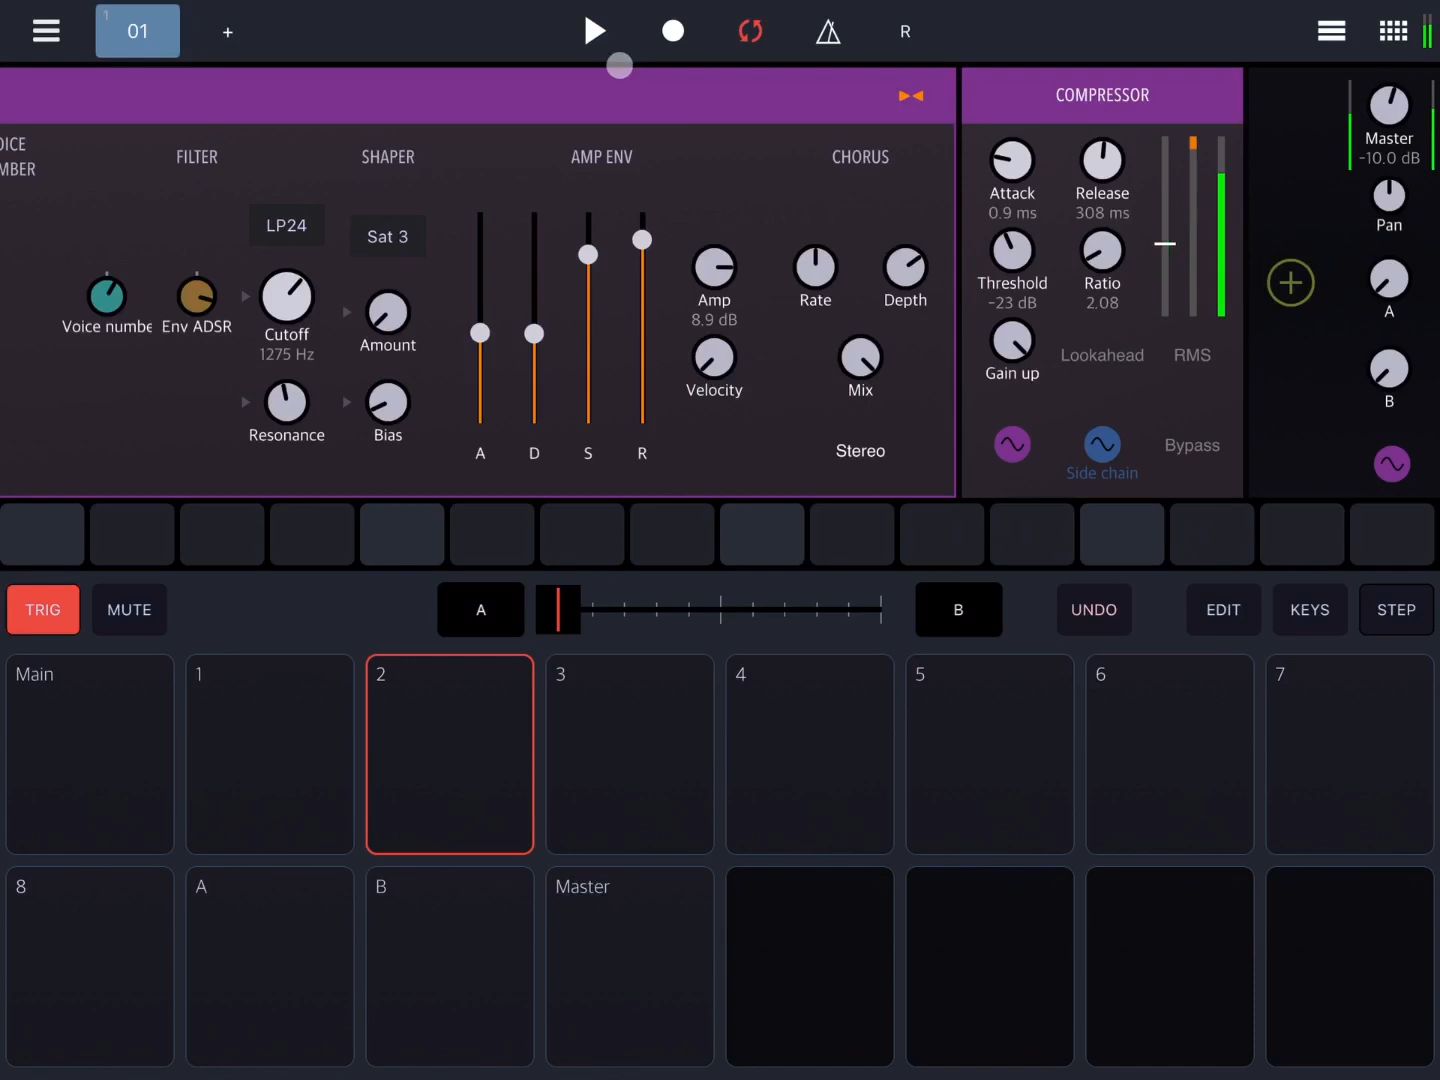 1
01
+
R
COMPRESSOR
FILTER
SHAPER
AMP ENV
CHORUS
LP24
Sat 3
Voice numbe
Env ADSR
Cutoff
1275 Hz
Resonance
Amount
Bias
A
D
S
R
Amp
8.9 dB
Velocity
Rate
Depth
Mix
Stereo
Attack
0.9 ms
Release
308 ms
Threshold
-23 dB
Ratio
2.08
Gain up
Lookahead
RMS
Side chain
Bypass
Master
-10.0 dB
Pan
A
B
TRIG
MUTE
A
B
UNDO
EDIT
KEYS
STEP
Main
1
2
3
4
5
6
7
8
A
B
Master